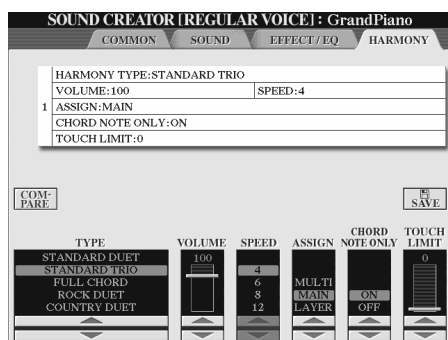 SOUND CREATOR [REGULAR VOICE] : GrandPiano
COMMON SOUND EFFECT / EQ HARMONY
HARMONY TYPE:STANDARD TRIO
VOLUME:100 SPEED:4
1 ASSIGN:MAIN
CHORD NOTE ONLY:ON
TOUCH LIMIT:0
COM-
PARE
SAVE
TYPE VOLUME SPEED ASSIGN CHORD NOTE ONLY TOUCH LIMIT
STANDARD DUET 100 0
STANDARD TRIO 4
FULL CHORD 6 MULTI
ROCK DUET 8 MAIN ON
COUNTRY DUET 12 LAYER OFF